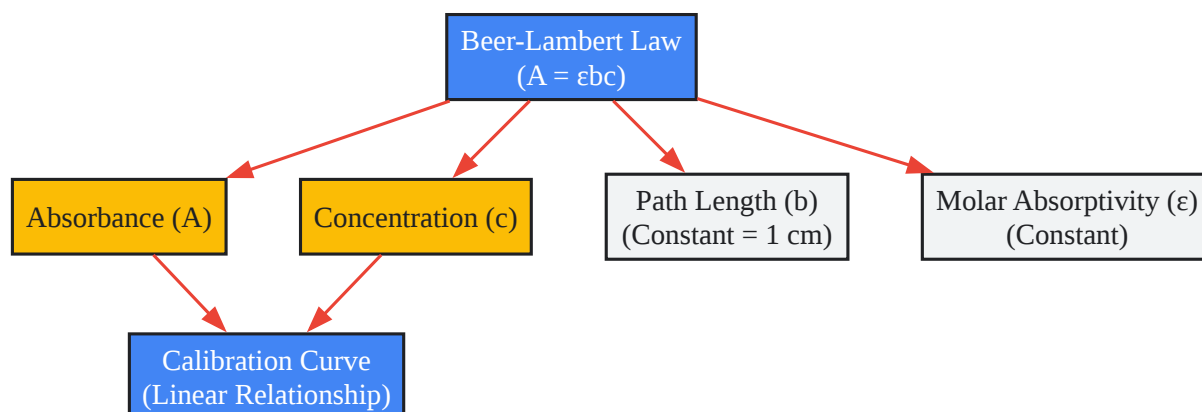 Beer-Lambert Law
(A = εbc)
Absorbance (A)
Concentration (c)
Path Length (b)
(Constant = 1 cm)
Molar Absorptivity (ε)
(Constant)
Calibration Curve
(Linear Relationship)